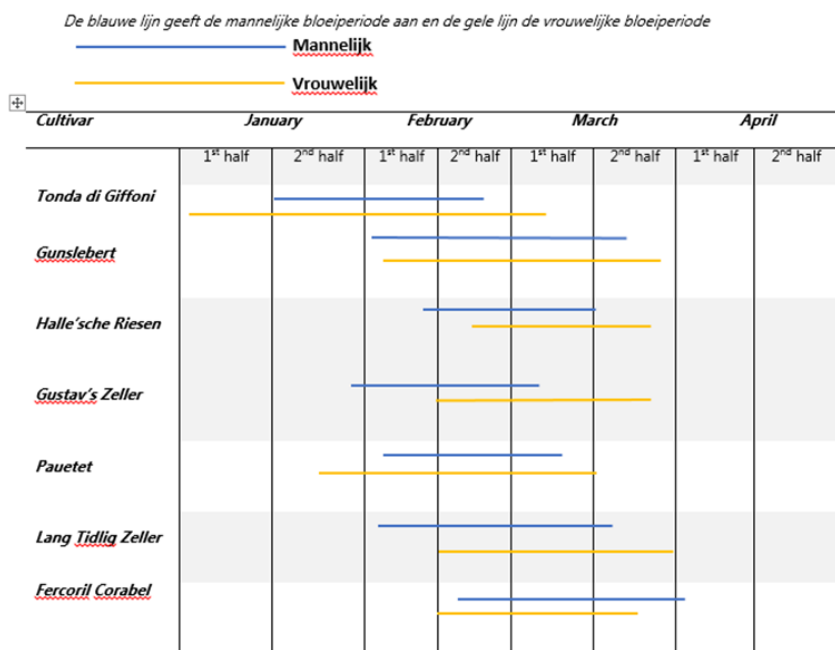 De blauwe lijn geeft de mannelijke bloeiperiode aan en de gele lijn de vrouwelijke bloeiperiode
Mannelijk
Vrouwelijk
Cultivar January February March April
1st half 2nd half 1st half 2nd half 1st half 2nd half 1st half 2nd half
Tonda di Giffoni
Gunslebert
Halle’sche Riesen
Gustav’s Zeller
Pauetet
Lang Tidlig Zeller
Fercoril Corabel